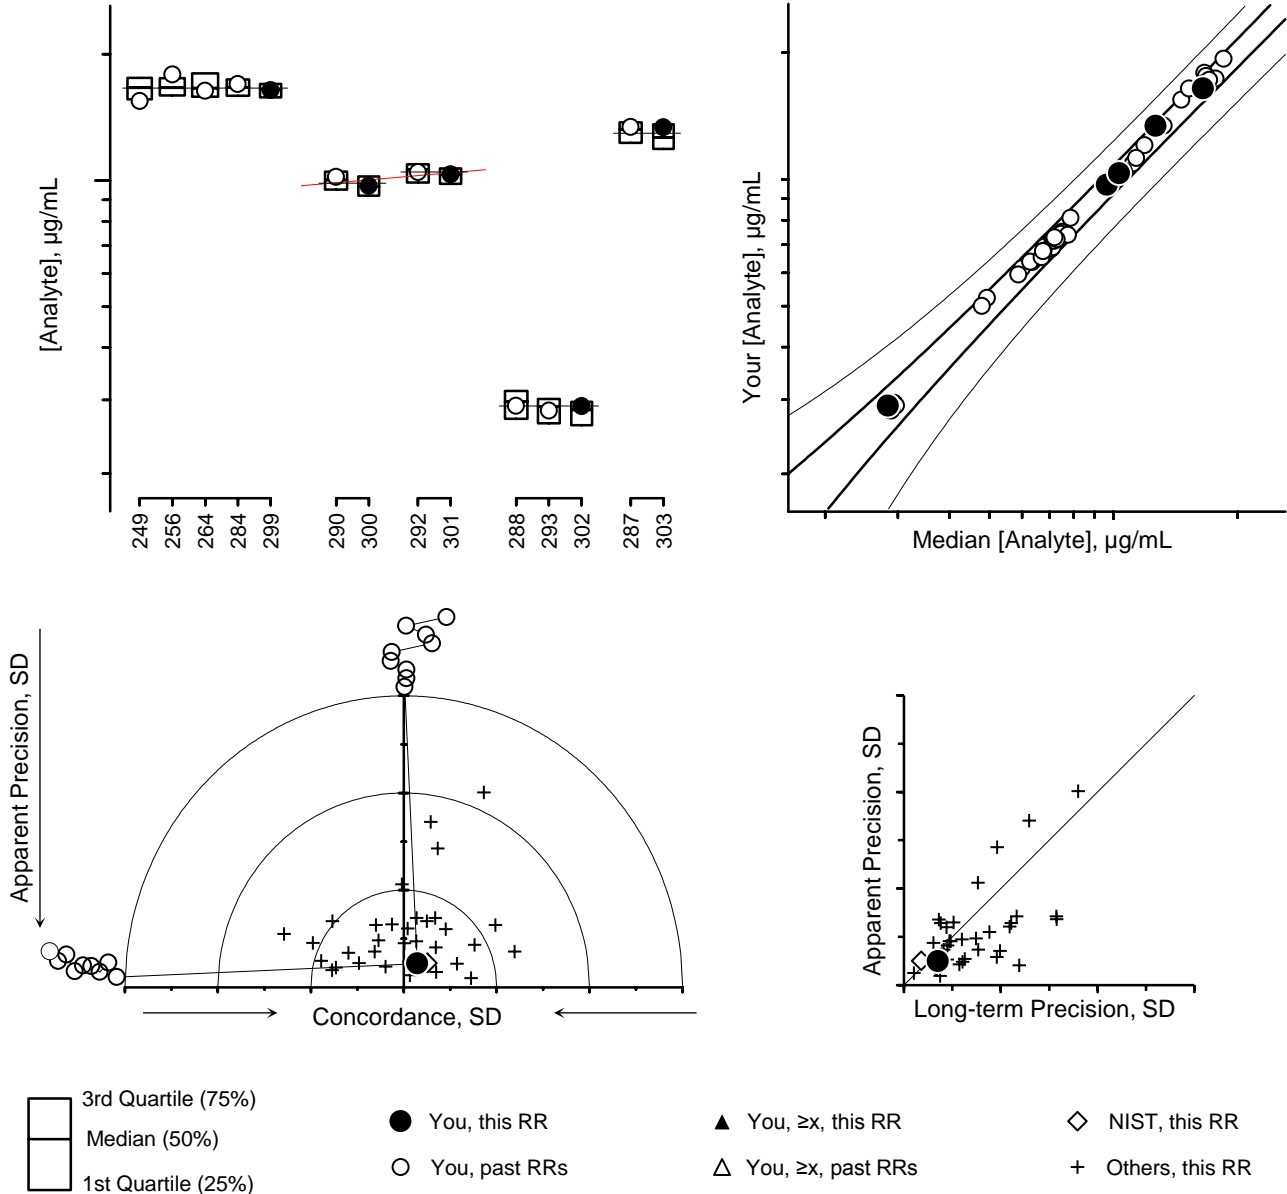 [Analyte], µg/mL
249 256 264 284 299 290 300 292 301 288 293 302 287 303
Your [Analyte], µg/mL
Median [Analyte], µg/mL
Apparent Precision, SD
Concordance, SD
Apparent Precision, SD
Long-term Precision, SD
3rd Quartile (75%)
Median (50%)
1st Quartile (25%)
You, this RR
You, past RRs
You, ≥x, this RR
You, ≥x, past RRs
NIST, this RR
Others, this RR